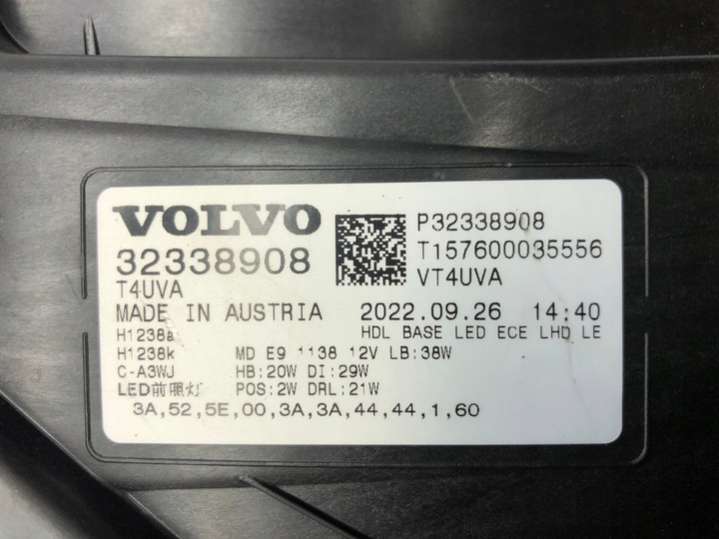 VOLVO
32338908
T4UVA
P32338908
T157600035556
VT4UVA
MADE IN AUSTRIA 2022.09.26 14:40
H1238a HDL BASE LED ECE LHD LE
H1238k MD E9 1138 12V LB:38W
C-A3WJ HB:20W DI:29W
LED前照灯 POS:2W DRL:21W
3A,52,5E,00,3A,3A,44,44,1,60